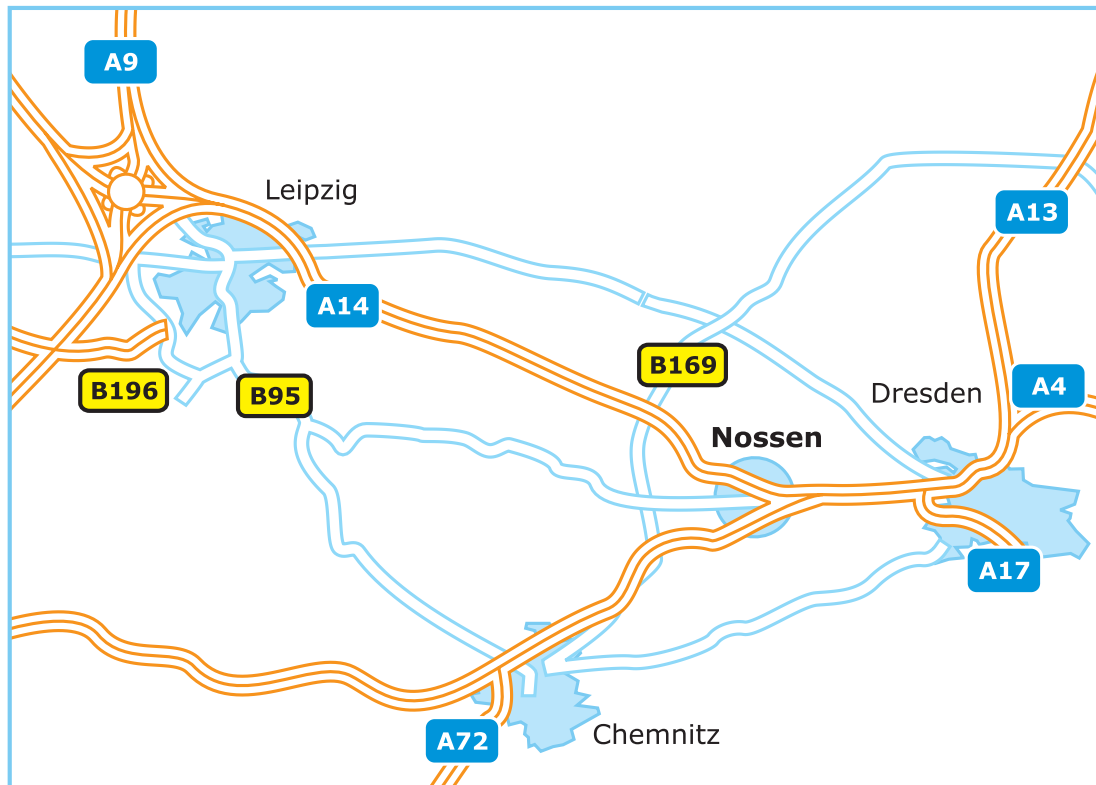 A9
Leipzig
A13
A14
B169
B196
B95
Dresden
A4
Nossen
A17
A72
Chemnitz